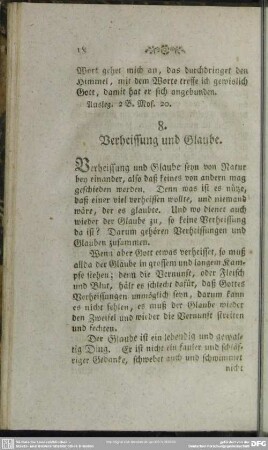 18
Wort gehet mich an, das durchdringet den
Himmel, mit dem Worte treffe ich gewißlich
Gott, damit hat er sich angebunden.
Ausleg. 2 B. Mos. 20.
8.
Verheissung und Glaube.
Verheissung und Glaube seyn von Natur
bey einander, also daß keines von andern mag
geschieden werden. Denn was ist es nütze,
daß einer viel verheissen wollte, und niemand
wäre, der es glaubte. Und wo dienet auch
wieder der Glaube zu, so keine Verheissung
da ist? Darum gehören Verheissungen und
Glauben zusammen.
Wenn aber Gott etwas verheisset, so muß
allda der Glaube in grossem und langem Kam-
pfe stehen; denn die Vernunft, oder Fleisch
und Blut, hält es schlecht dafür, daß Gottes
Verheissungen unmöglich seyn, darum kann
es nicht fehlen, es muß der Glaube wieder
den Zweifel und wieder die Vernunft streiten
und fechten.
Der Glaube ist ein lebendig und gewal-
tig Ding. Er ist nicht ein fauler und schläf-
riger Gedanke, schwebet auch und schwimmet
nicht
DFG